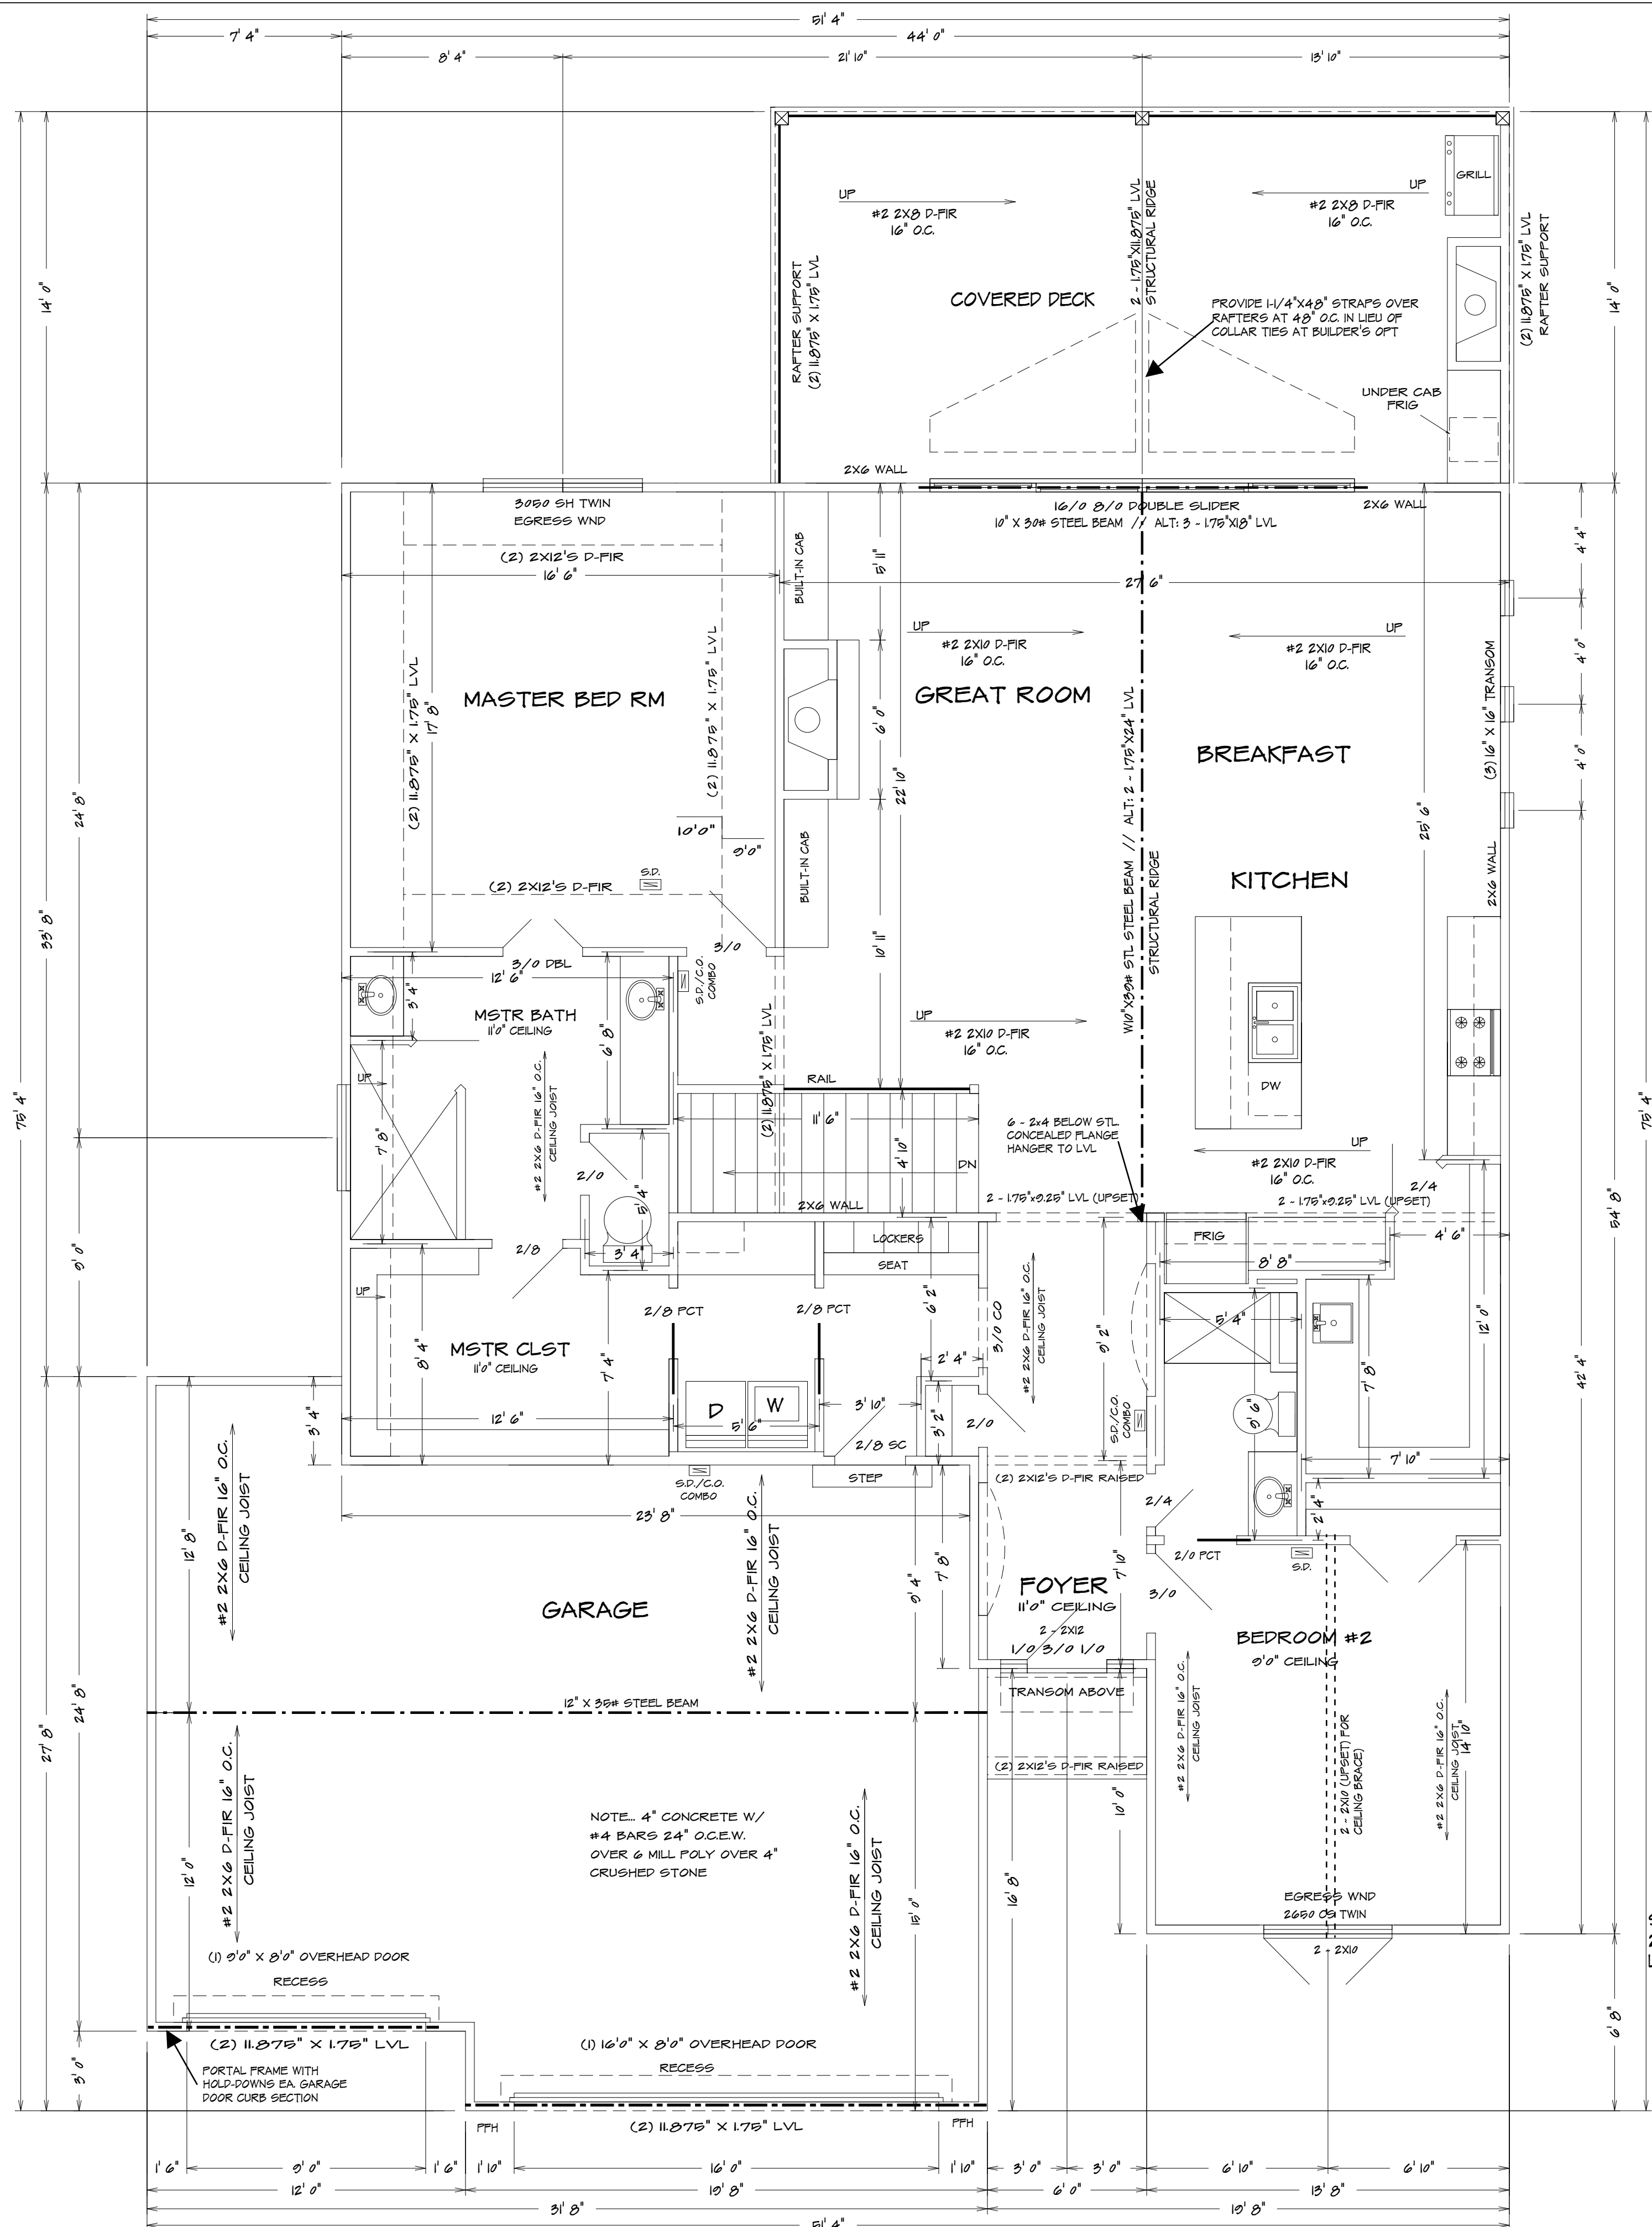 51' 4"
7' 4"
44' 0"
8' 4"
21' 10"
13' 10"
GRILL
UP
#2 2X8 D-FIR
16" O.C.
UP
#2 2X8 D-FIR
16" O.C.
2 - 1.75"X11.875" LVL
STRUCTURAL RIDGE
(2) 11.875" X 1.75" LVL
RAFTER SUPPORT
14' 0"
14' 0"
RAFTER SUPPORT
(2) 11.875" X 1.75" LVL
COVERED DECK
PROVIDE 1-1/4"X48" STRAPS OVER
RAFTERS AT 48" O.C. IN LIEU OF
COLLAR TIES AT BUILDER'S OPT
UNDER CAB
FRIG
2X6 WALL
3050 SH TWIN
EGRESS WND
16/0 8/0 DOUBLE SLIDER
10" X 30# STEEL BEAM // ALT: 3 - 1.75"X18" LVL
2X6 WALL
(2) 2X12'S D-FIR
16' 6"
BUILT-IN CAB
5' 11"
27' 6"
4' 4"
UP
#2 2X10 D-FIR
16" O.C.
UP
#2 2X10 D-FIR
16" O.C.
4' 0"
(3) 16" X 16" TRANSOM
4' 0"
MASTER BED RM
(2) 11.875" X 1.75" LVL
17' 8"
(2) 11.875" X 1.75" LVL
6' 0"
22' 10"
GREAT ROOM
BREAKFAST
W10"X39# STL STEEL BEAM // ALT: 2 - 1.75"X24" LVL
STRUCTURAL RIDGE
25' 6"
24' 8"
33' 8"
10' 0"
9' 0"
BUILT-IN CAB
KITCHEN
2X6 WALL
S.D.
(2) 2X12'S D-FIR
10' 11"
3/0 DBL
12' 6"
3/0
S.D./C.O.
COMBO
3' 4"
MSTR BATH
11'0" CEILING
6' 8"
(2) 11.875" X 1.75" LVL
UP
#2 2X10 D-FIR
16" O.C.
75' 4"
75' 4"
UP
7' 8"
#2 2X6 D-FIR 16" O.C.
CEILING JOIST
RAIL
11' 6"
4' 10"
DN
DW
6 - 2x4 BELOW STL.
CONCEALED FLANGE
HANGER TO LVL
UP
#2 2X10 D-FIR
16" O.C.
2/4
2/0
5' 4"
2X6 WALL
2 - 1.75"x9.25" LVL (UPSET)
2 - 1.75"x9.25" LVL (UPSET)
54' 8"
9' 0"
2/8
3' 4"
LOCKERS
SEAT
FRIG
8' 8"
4' 6"
UP
2/8 PCT
2/8 PCT
6' 2"
3/0 CO
#2 2X6 D-FIR 16" O.C.
CEILING JOIST
9' 2"
5' 4"
12' 0"
MSTR CLST
11'0" CEILING
8' 4"
7' 4"
2' 4"
7' 8"
42' 4"
3' 4"
12' 6"
D
W
5' 6"
3' 10"
3' 2"
2/0
S.D./C.O.
COMBO
9' 6"
2/8 SC
7' 10"
STEP
S.D./C.O.
COMBO
(2) 2X12'S D-FIR RAISED
#2 2X6 D-FIR 16" O.C.
CEILING JOIST
#2 2X6 D-FIR 16" O.C.
CEILING JOIST
23' 8"
2/4
2' 4"
12' 8"
9' 4"
7' 8"
7' 10"
2/0 PCT
S.D.
GARAGE
FOYER
11'0" CEILING
3/0
2 - 2X12
1/0 3/0 1/0
BEDROOM #2
9'0" CEILING
12" X 35# STEEL BEAM
TRANSOM ABOVE
#2 2X6 D-FIR 16" O.C.
CEILING JOIST
#2 2X6 D-FIR 16" O.C.
CEILING JOIST
14' 10"
2 - 2X10 (UPSET) FOR
CEILING BRACE)
27' 8"
24' 8"
(2) 2X12'S D-FIR RAISED
10' 0"
#2 2X6 D-FIR 16" O.C.
CEILING JOIST
12' 0"
NOTE... 4" CONCRETE W/
#4 BARS 24" O.C.E.W.
OVER 6 MILL POLY OVER 4"
CRUSHED STONE
#2 2X6 D-FIR 16" O.C.
CEILING JOIST
15' 0"
16' 8"
EGRESS WND
2650 CS TWIN
2 - 2X10
(1) 9'0" X 8'0" OVERHEAD DOOR
RECESS
6' 8"
(2) 11.875" X 1.75" LVL
(1) 16'0" X 8'0" OVERHEAD DOOR
RECESS
3' 0"
PORTAL FRAME WITH
HOLD-DOWNS EA. GARAGE
DOOR CURB SECTION
PFH
(2) 11.875" X 1.75" LVL
PFH
1' 6"
9' 0"
1' 6"
1' 10"
16' 0"
1' 10"
3' 0"
3' 0"
6' 10"
6' 10"
12' 0"
19' 8"
6' 0"
13' 8"
31' 8"
19' 8"
51' 4"